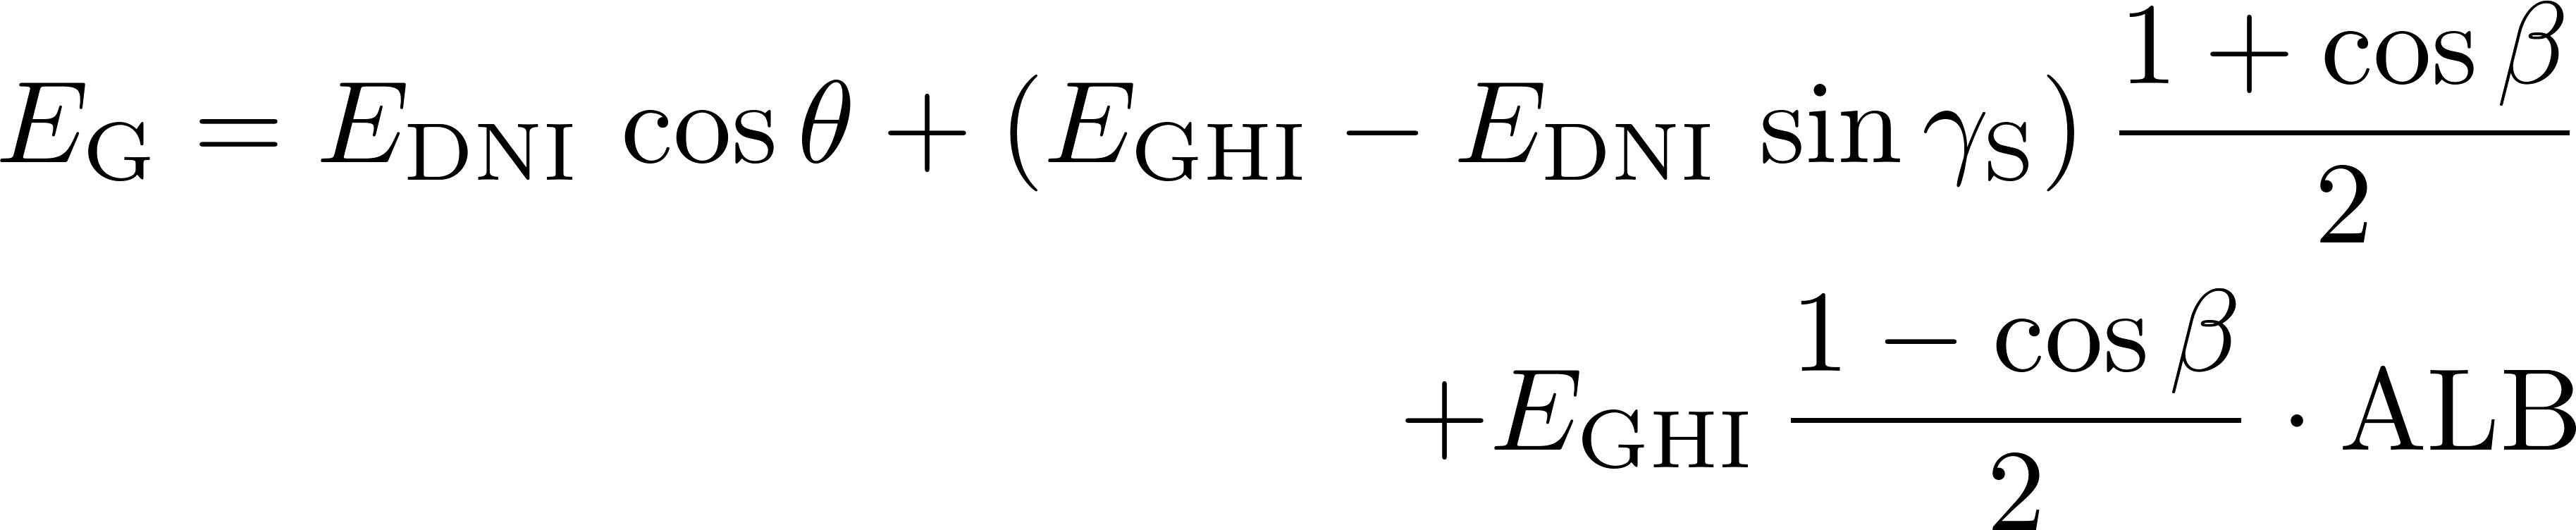 E_G = E_DNI cos θ + (E_GHI − E_DNI sin γ_S) (1 + cos β)/2
+E_GHI (1 − cos β)/2 · ALB